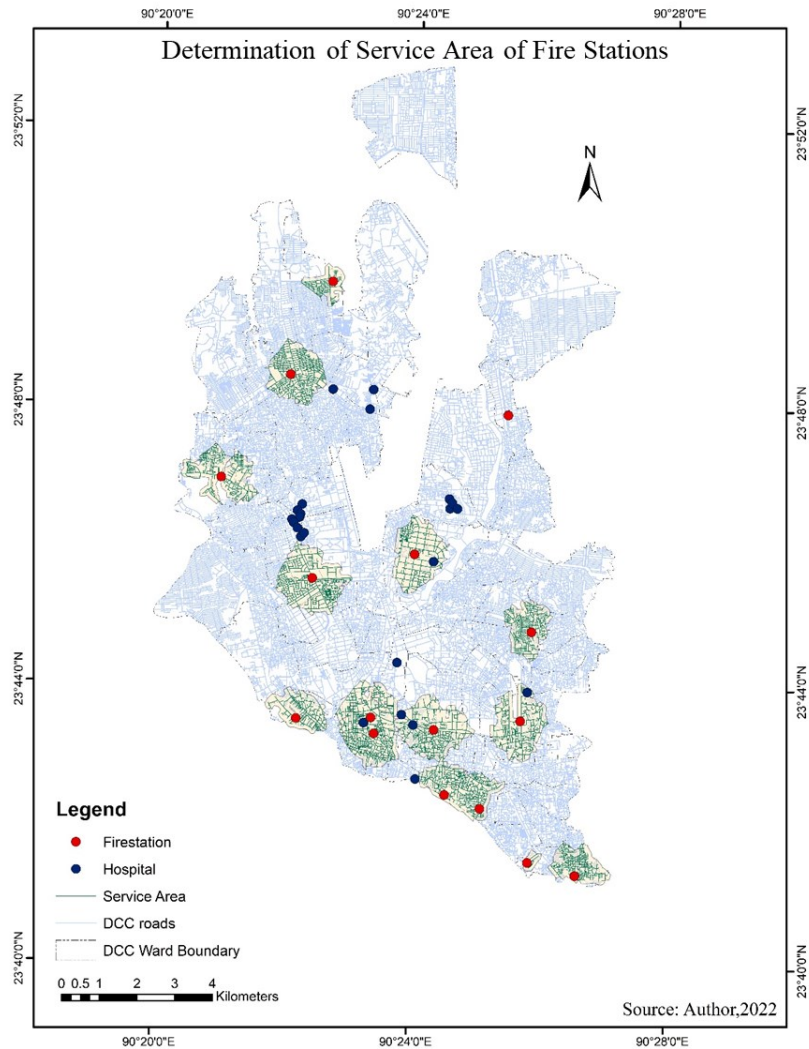 90°20'0"E 90°24'0"E 90°28'0"E
Determination of Service Area of Fire Stations
23°52'0"N 23°52'0"N
N
23°48'0"N 23°48'0"N
23°44'0"N 23°44'0"N
Legend
Firestation
Hospital
Service Area
DCC roads
DCC Ward Boundary
23°40'0"N 23°40'0"N
0 0.5 1 2 3 4
Kilometers
Source: Author,2022
90°20'0"E 90°24'0"E 90°28'0"E